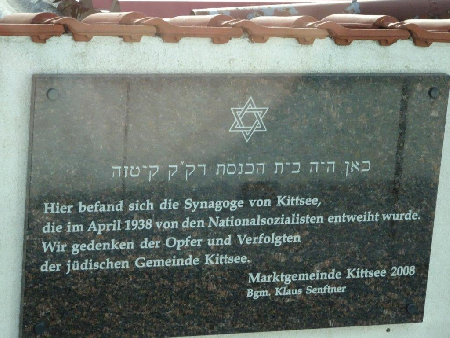 כאן היה בית הכנסת דק"ק קיטזה
Hier befand sich die Synagoge von Kittsee,
die im April 1938 von den Nationalsozialisten entweiht wurde.
Wir gedenken der Opfer und Verfolgten
der jüdischen Gemeinde Kittsee.
Marktgemeinde Kittsee 2008
Bgm. Klaus Senftner